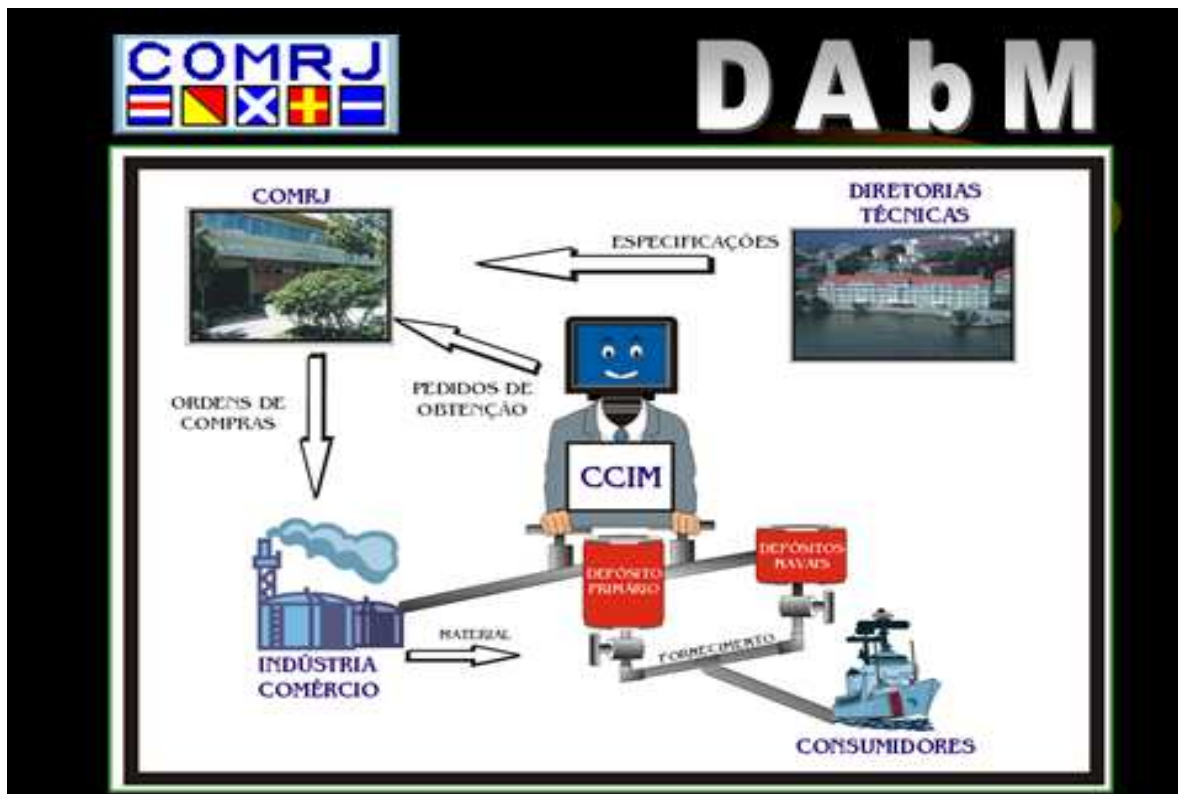 COMRJ
DAbM
COMRJ
DIRETORIAS
TÉCNICAS
ESPECIFICAÇÕES
PEDIDOS DE
OBTENÇÃO
ORDENS DE
COMPRAS
CCIM
DEPÓSITO
PRIMÁRIO
DEPÓSITOS
NAVAIS
MATERIAL
FORNECIMENTO
INDÚSTRIA
COMÉRCIO
CONSUMIDORES